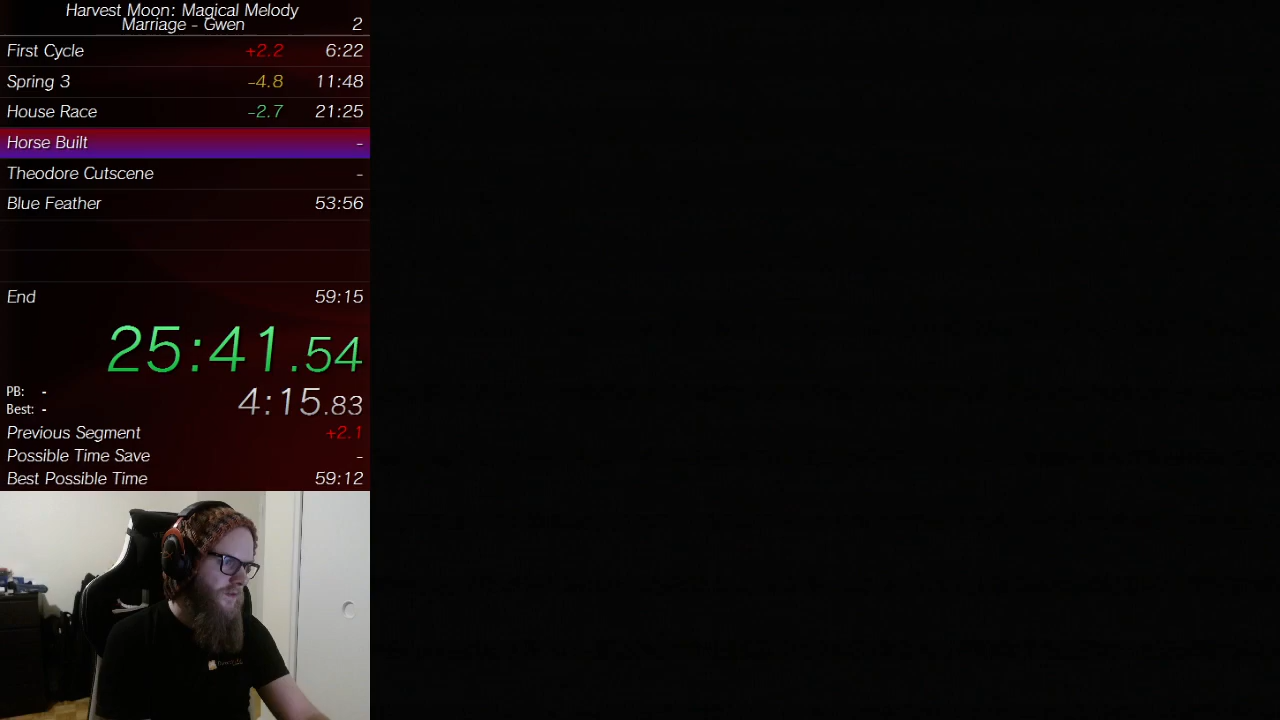 Harvest Moon: Magical Melody
Marriage - Gwen 2
First Cycle +2.2 6:22
Spring 3 -4.8 11:48
House Race -2.7 21:25
Horse Built -
Theodore Cutscene -
Blue Feather 53:56
End 59:15
25:41.54
PB: -
4:15.83
Best: -
Previous Segment +2.1
Possible Time Save -
Best Possible Time 59:12